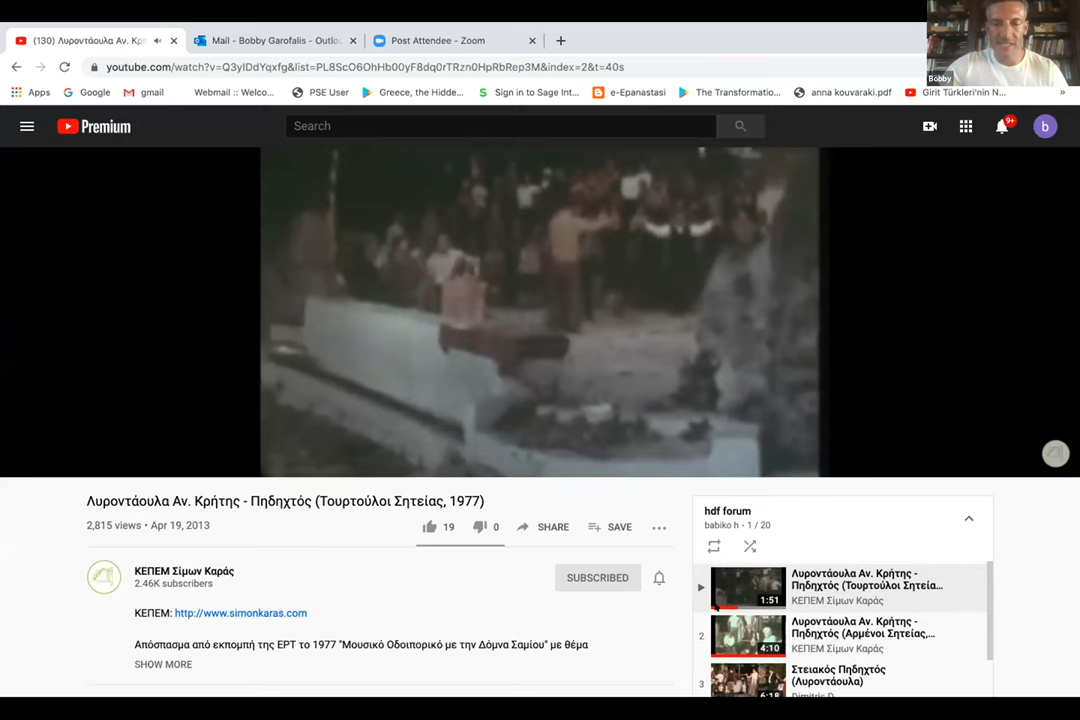 (130) Λυροντάουλα Αν. Κρη
Mail - Bobby Garofalis - Outlo
Post Attendee - Zoom
youtube.com/watch?v=Q3yIDdYqxfg&list=PL8ScO6OhHb00yF8dq0rTRzn0HpRbRep3M&index=2&t=40s
Bobby
Apps
Google
gmail
Webmail :: Welco...
PSE User
Greece, the Hidde...
Sign in to Sage Int...
e-Epanastasi
The Transformatio...
anna kouvaraki.pdf
Girit Türkleri'nin N...
»
Premium
Search
9+
b
Λυροντάουλα Αν. Κρήτης - Πηδηχτός (Τουρτούλοι Σητείας, 1977)
2,815 views • Apr 19, 2013
19
0
SHARE
SAVE
ΚΕΠΕΜ Σίμων Καράς
2.46K subscribers
SUBSCRIBED
ΚΕΠΕΜ: http://www.simonkaras.com
Απόσπασμα από εκπομπή της ΕΡΤ το 1977 "Μουσικό Οδοιπορικό με την Δόμνα Σαμίου" με θέμα
SHOW MORE
hdf forum
babiko h - 1 / 20
1:51
Λυροντάουλα Αν. Κρήτης -
Πηδηχτός (Τουρτούλοι Σητεία...
ΚΕΠΕΜ Σίμων Καράς
2
4:10
Λυροντάουλα Αν. Κρήτης -
Πηδηχτός (Αρμένοι Σητείας,...
ΚΕΠΕΜ Σίμων Καράς
3
6:18
Στειακός Πηδηχτός
(Λυροντάουλα)
Dimitris D